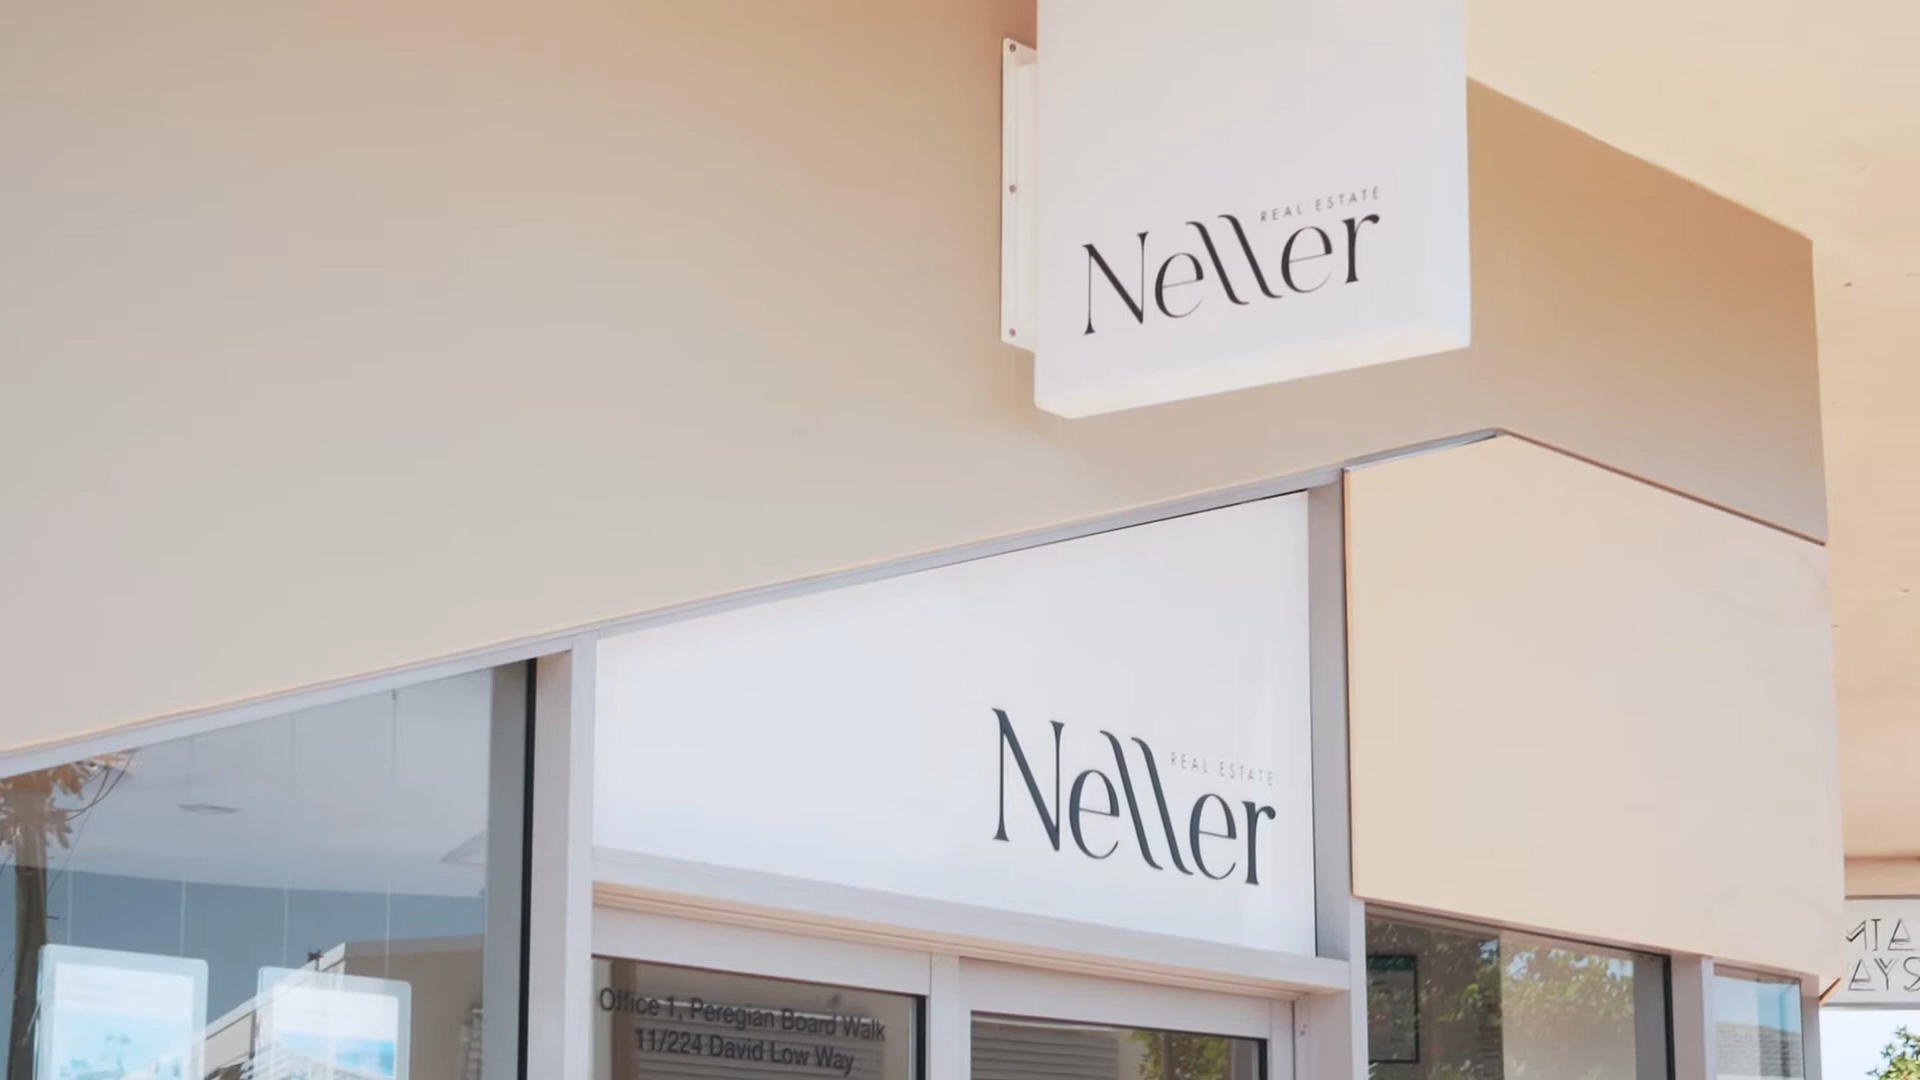 REAL ESTATE
Neller
REAL ESTATE
Neller
Office 1, Peregian Board Walk
11/224 David Low Way